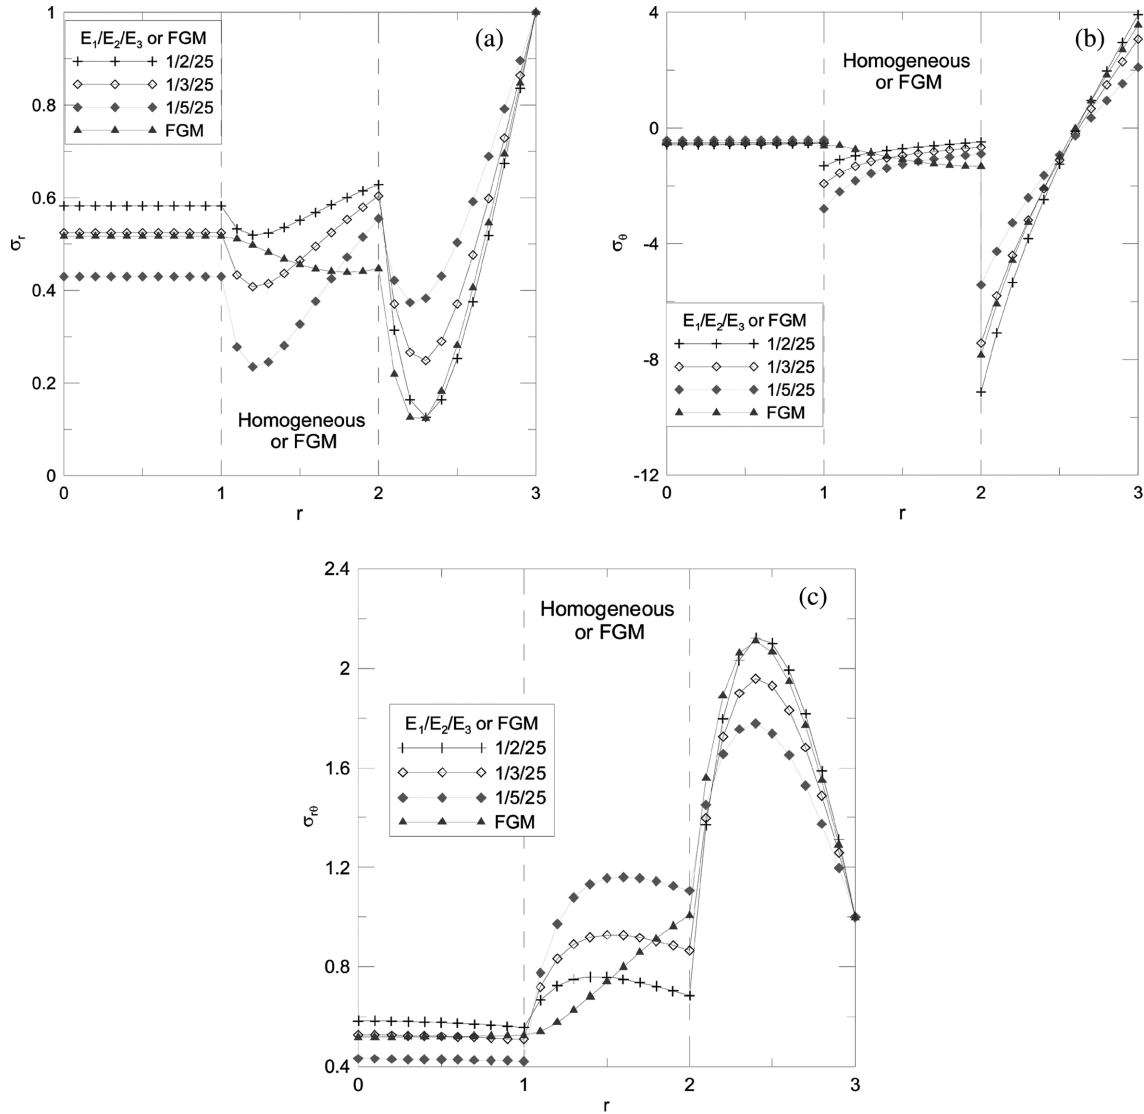 (a)
E₁/E₂/E₃ or FGM
1/2/25
1/3/25
1/5/25
FGM
Homogeneous
or FGM
1
0.8
0.6
0.4
0.2
0
σr
0 1 2 3
r
(b)
Homogeneous
or FGM
E₁/E₂/E₃ or FGM
1/2/25
1/3/25
1/5/25
FGM
4
0
-4
-8
-12
σθ
0 1 2 3
r
(c)
Homogeneous
or FGM
E₁/E₂/E₃ or FGM
1/2/25
1/3/25
1/5/25
FGM
2.4
2
1.6
1.2
0.8
0.4
σrθ
0 1 2 3
r